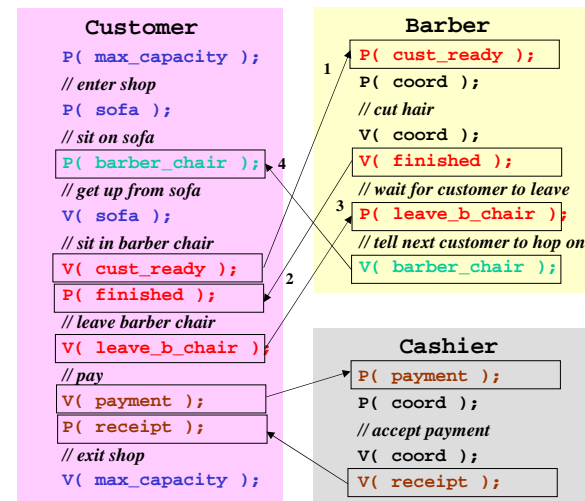 Customer
P( max_capacity );
// enter shop
P( sofa );
// sit on sofa
P( barber_chair );
// get up from sofa
V( sofa );
// sit in barber chair
V( cust_ready );
P( finished );
// leave barber chair
V( leave_b_chair );
// pay
V( payment );
P( receipt );
// exit shop
V( max_capacity );
1
4
2
3
Barber
P( cust_ready );
P( coord );
// cut hair
V( coord );
V( finished );
// wait for customer to leave
P( leave_b_chair );
// tell next customer to hop on
V( barber_chair );
Cashier
P( payment );
P( coord );
// accept payment
V( coord );
V( receipt );